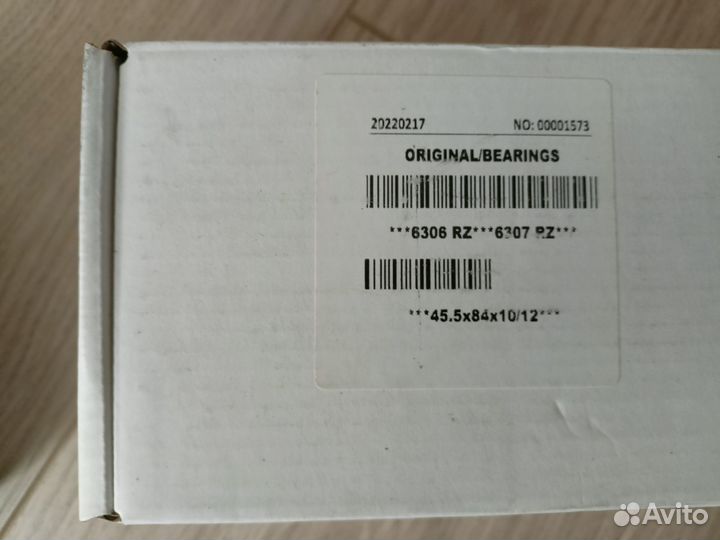 20220217 NO: 00001573
ORIGINAL/BEARINGS
***6306 RZ***6307 RZ***
***45.5x84x10/12***
Avito